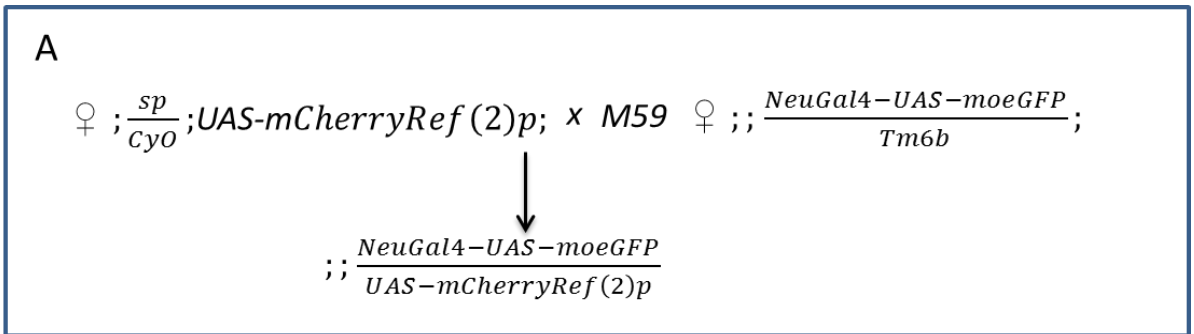 A
♀ ; sp/CyO ;UAS-mCherryRef(2)p; x M59 ♀ ;; NeuGal4-UAS-moeGFP/Tm6b ;
;; NeuGal4-UAS-moeGFP/UAS-mCherryRef(2)p